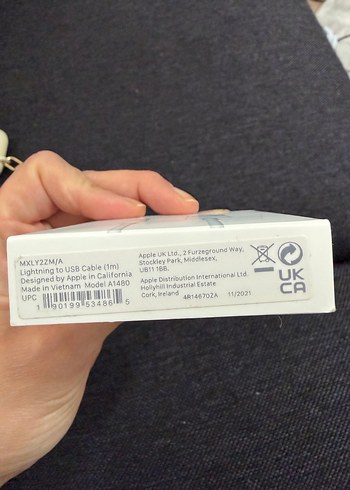 MXLY2ZM/A
Lightning to USB Cable (1m)
Designed by Apple in California
Made in Vietnam Model A1480
UPC
1 90199 53486 5
Apple UK Ltd., 2 Furzeground Way,
Stockley Park, Middlesex,
UB11 1BB.
Apple Distribution International Ltd.
Hollyhill Industrial Estate
Cork, Ireland 4R146702A 11/2021
UK
CA